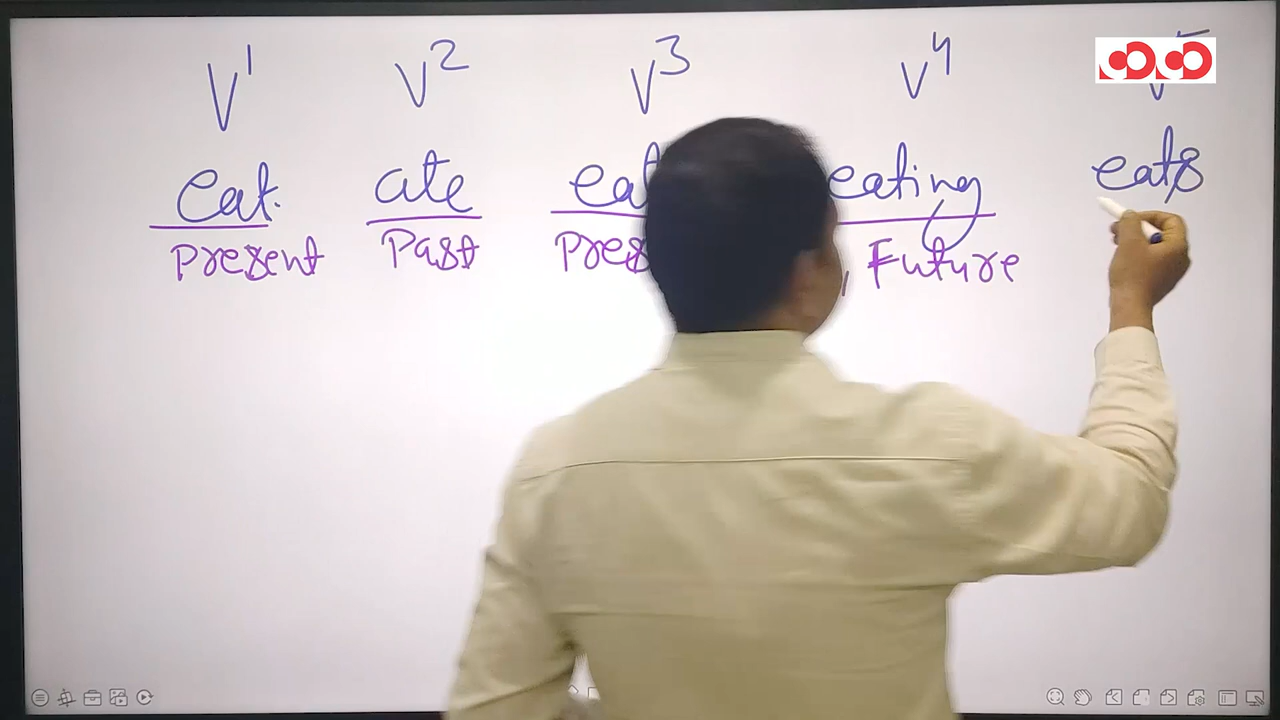 V1 V2 V3 V4
eat. ate eating eats
Present Past , Future